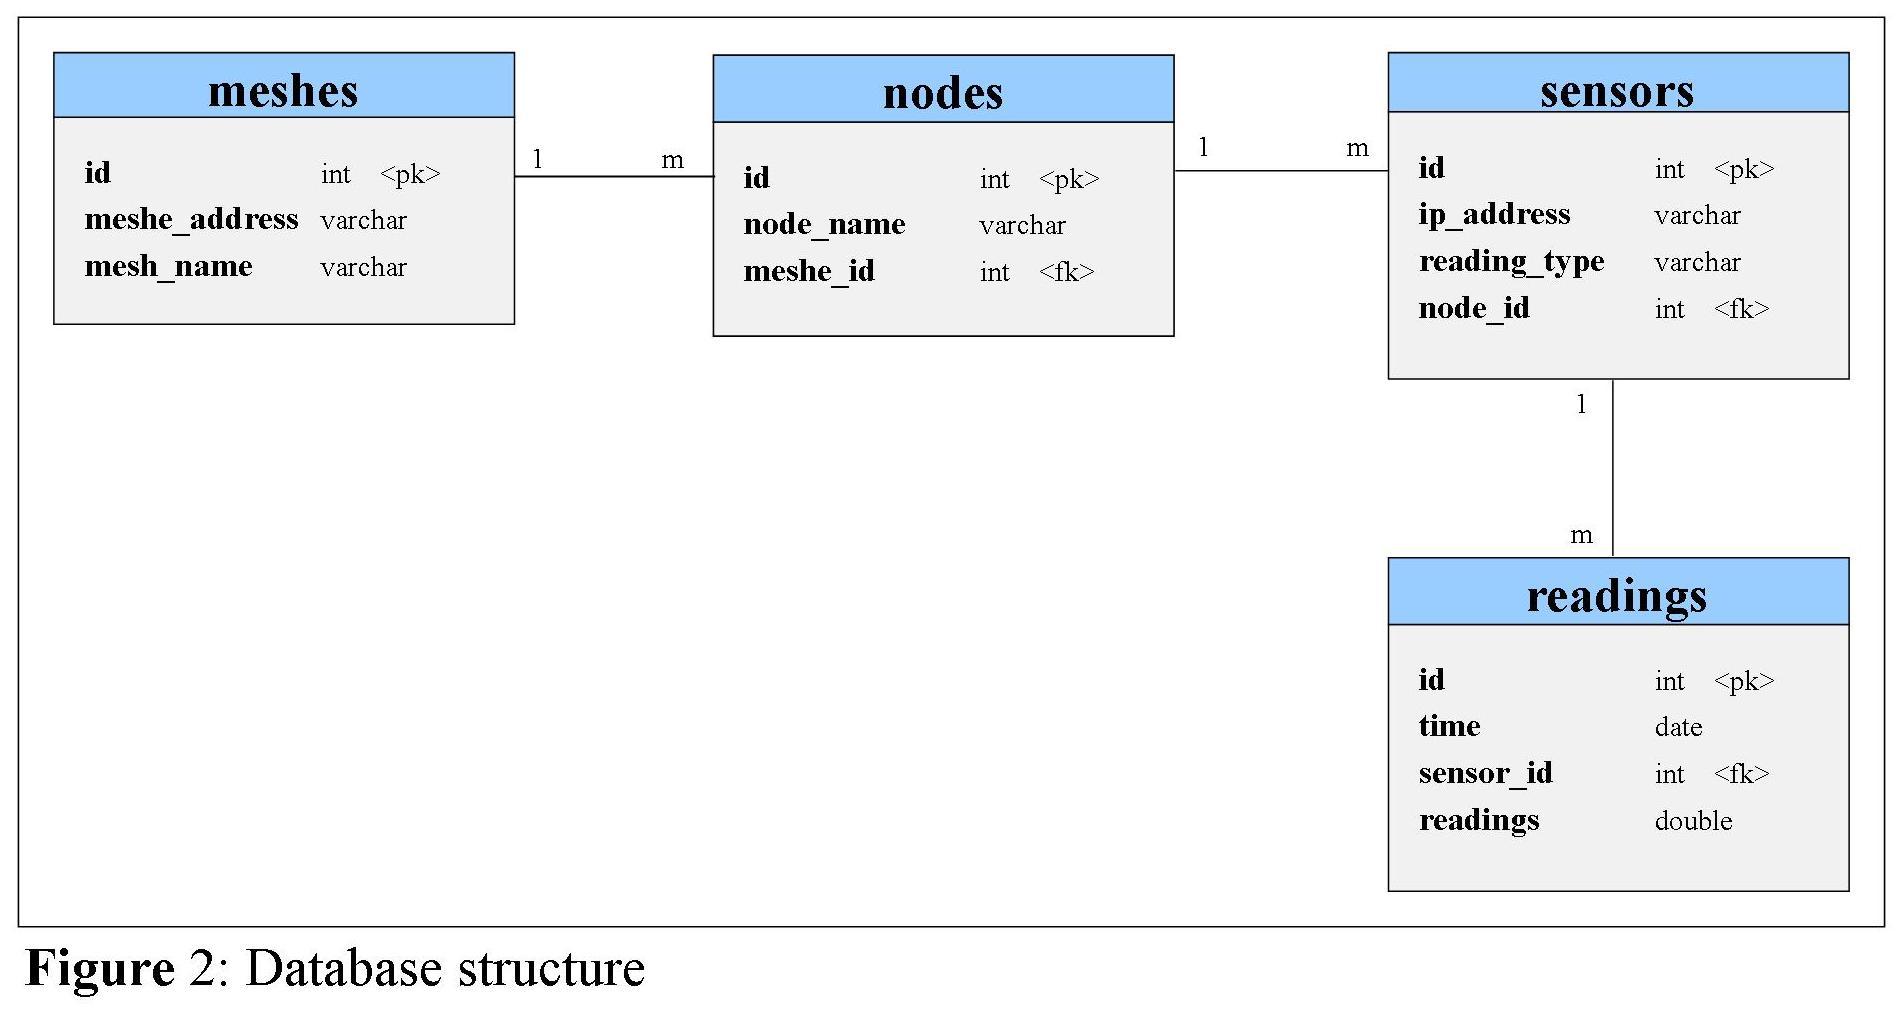 meshes
id int <pk>
meshe_address varchar
mesh_name varchar
1 m
nodes
id int <pk>
node_name varchar
meshe_id int <fk>
1 m
sensors
id int <pk>
ip_address varchar
reading_type varchar
node_id int <fk>
1
m
readings
id int <pk>
time date
sensor_id int <fk>
readings double
Figure 2: Database structure